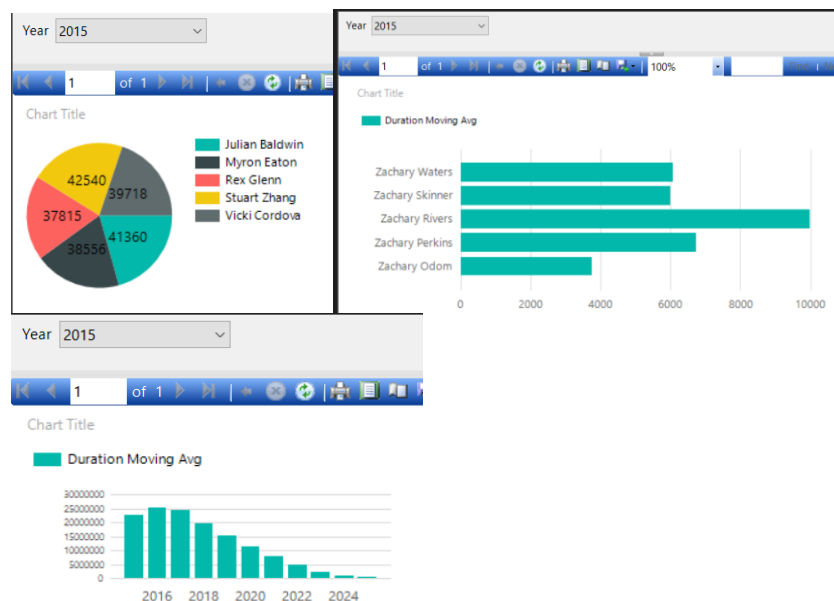 Year 2015
1 of 1
Chart Title
Julian Baldwin
Myron Eaton
Rex Glenn
Stuart Zhang
Vicki Cordova
42540
39718
37815
41360
38556
Year 2015
1 of 1 100%
Chart Title
Duration Moving Avg
Zachary Waters
Zachary Skinner
Zachary Rivers
Zachary Perkins
Zachary Odom
0 2000 4000 6000 8000 10000
Year 2015
1 of 1
Chart Title
Duration Moving Avg
30000000
25000000
20000000
15000000
10000000
5000000
0
2016 2018 2020 2022 2024